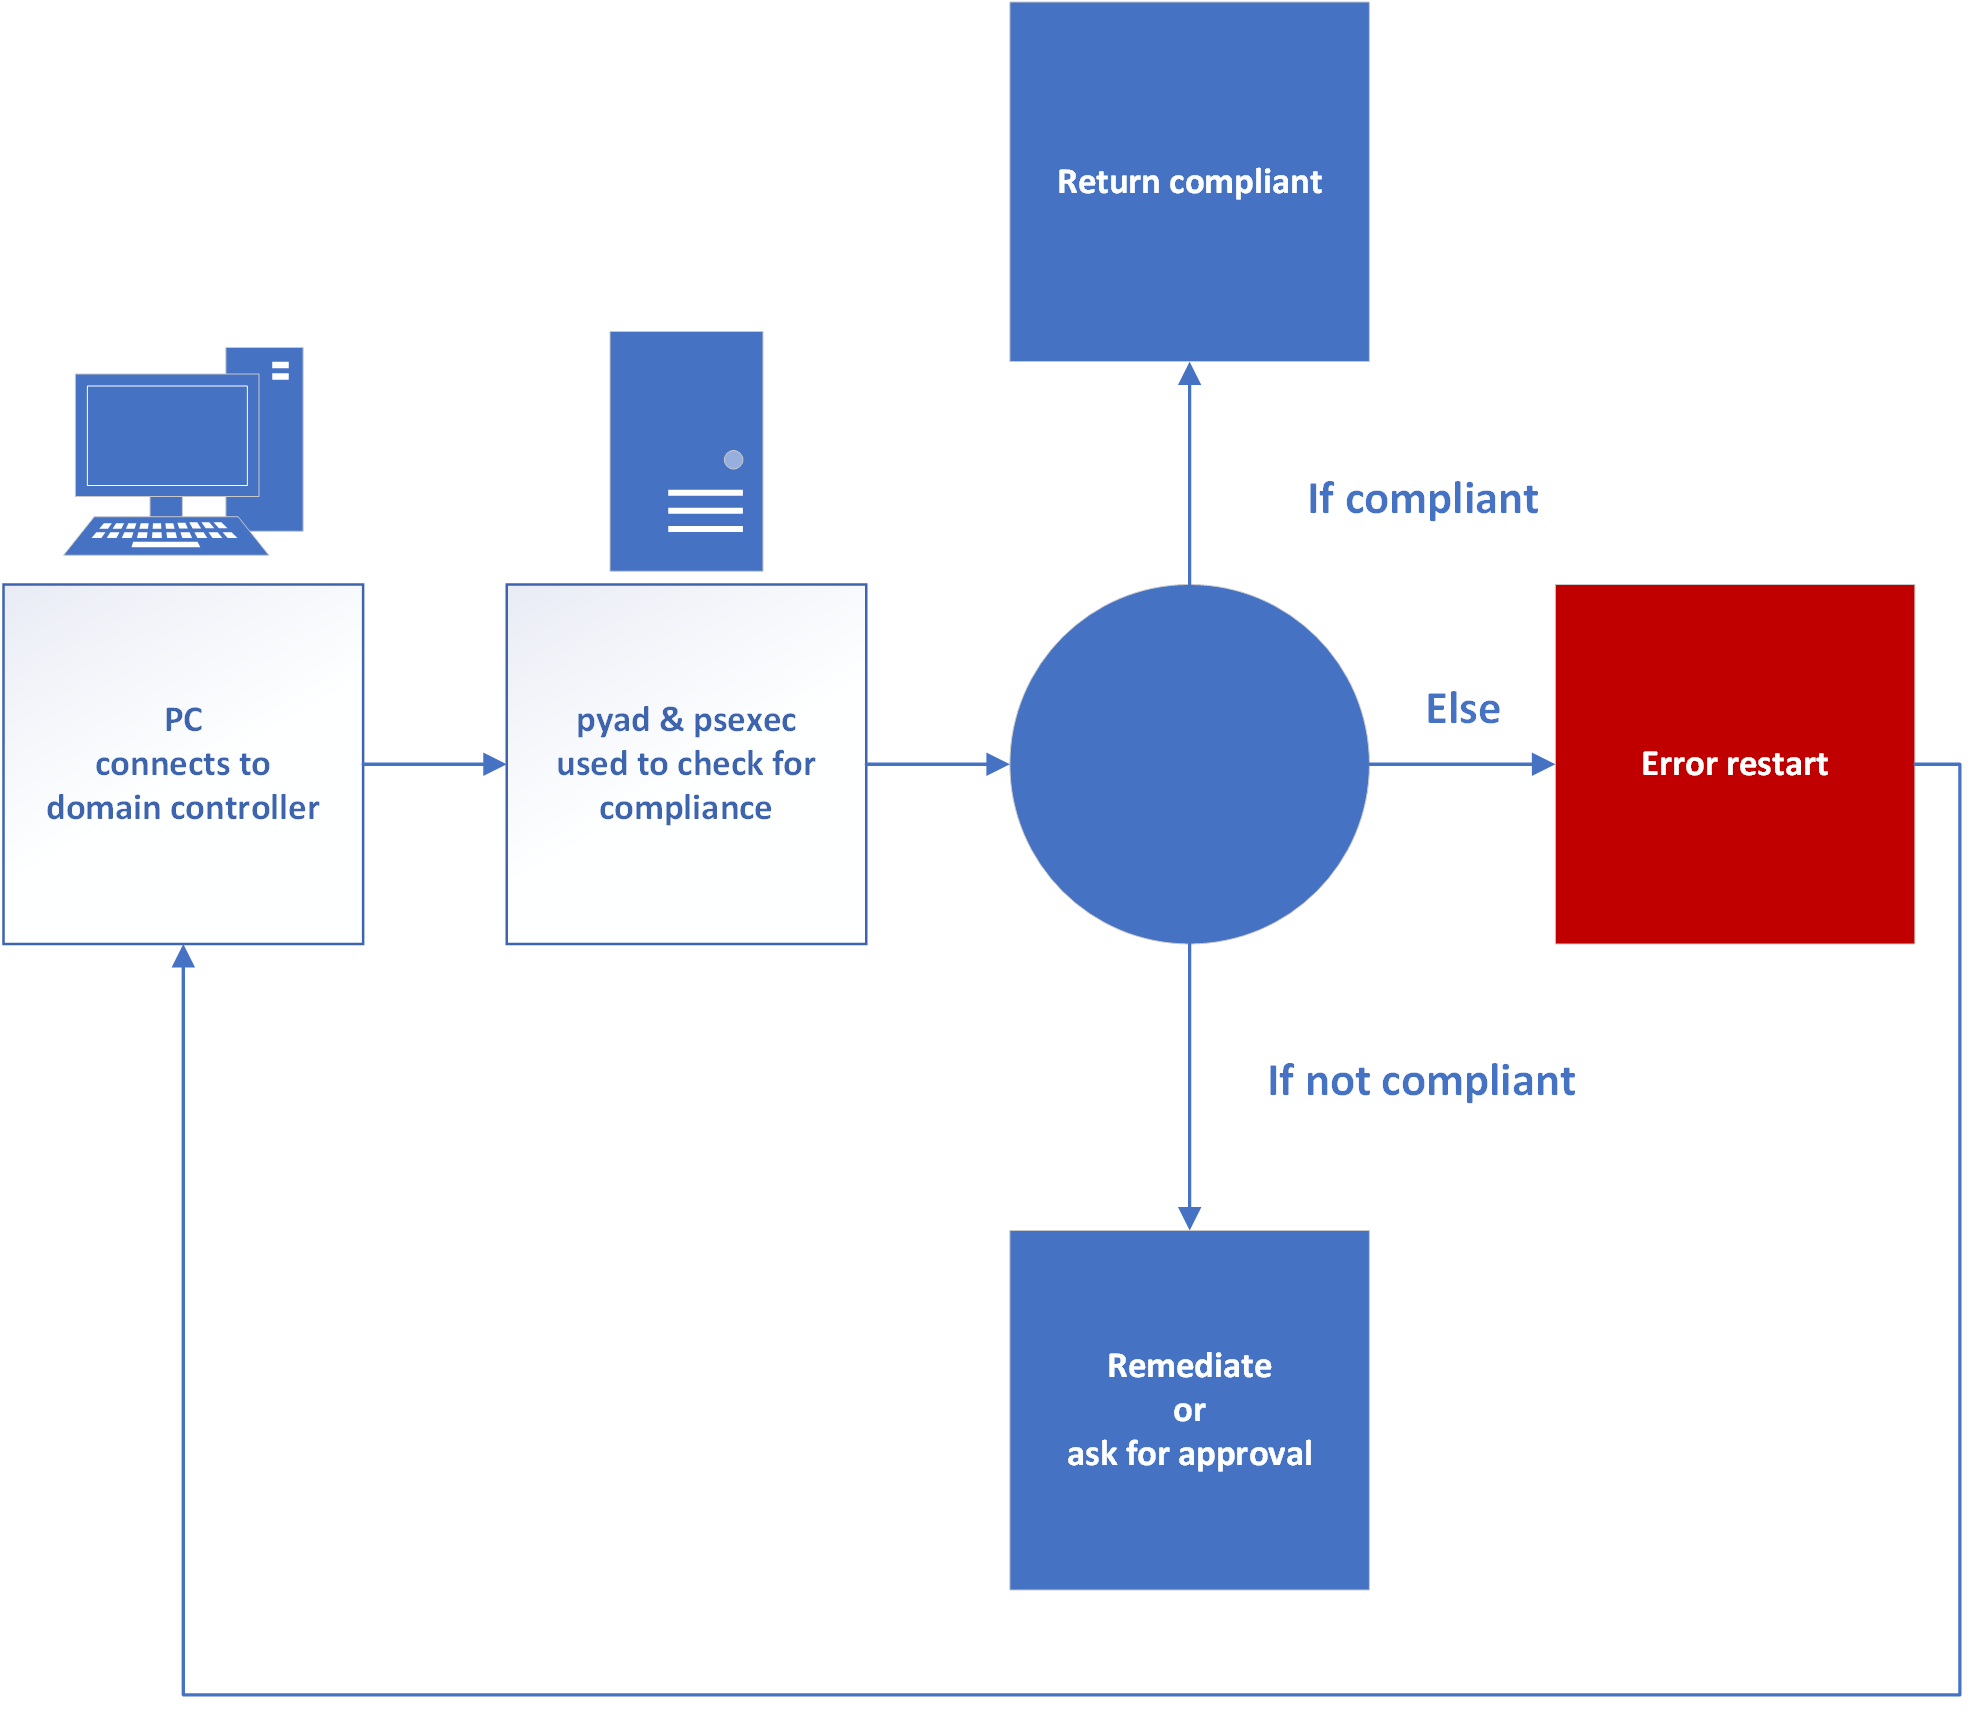 Return compliant
If compliant
PC
connects to
domain controller
pyad & psexec
used to check for
compliance
Else
Error restart
If not compliant
Remediate
or
ask for approval